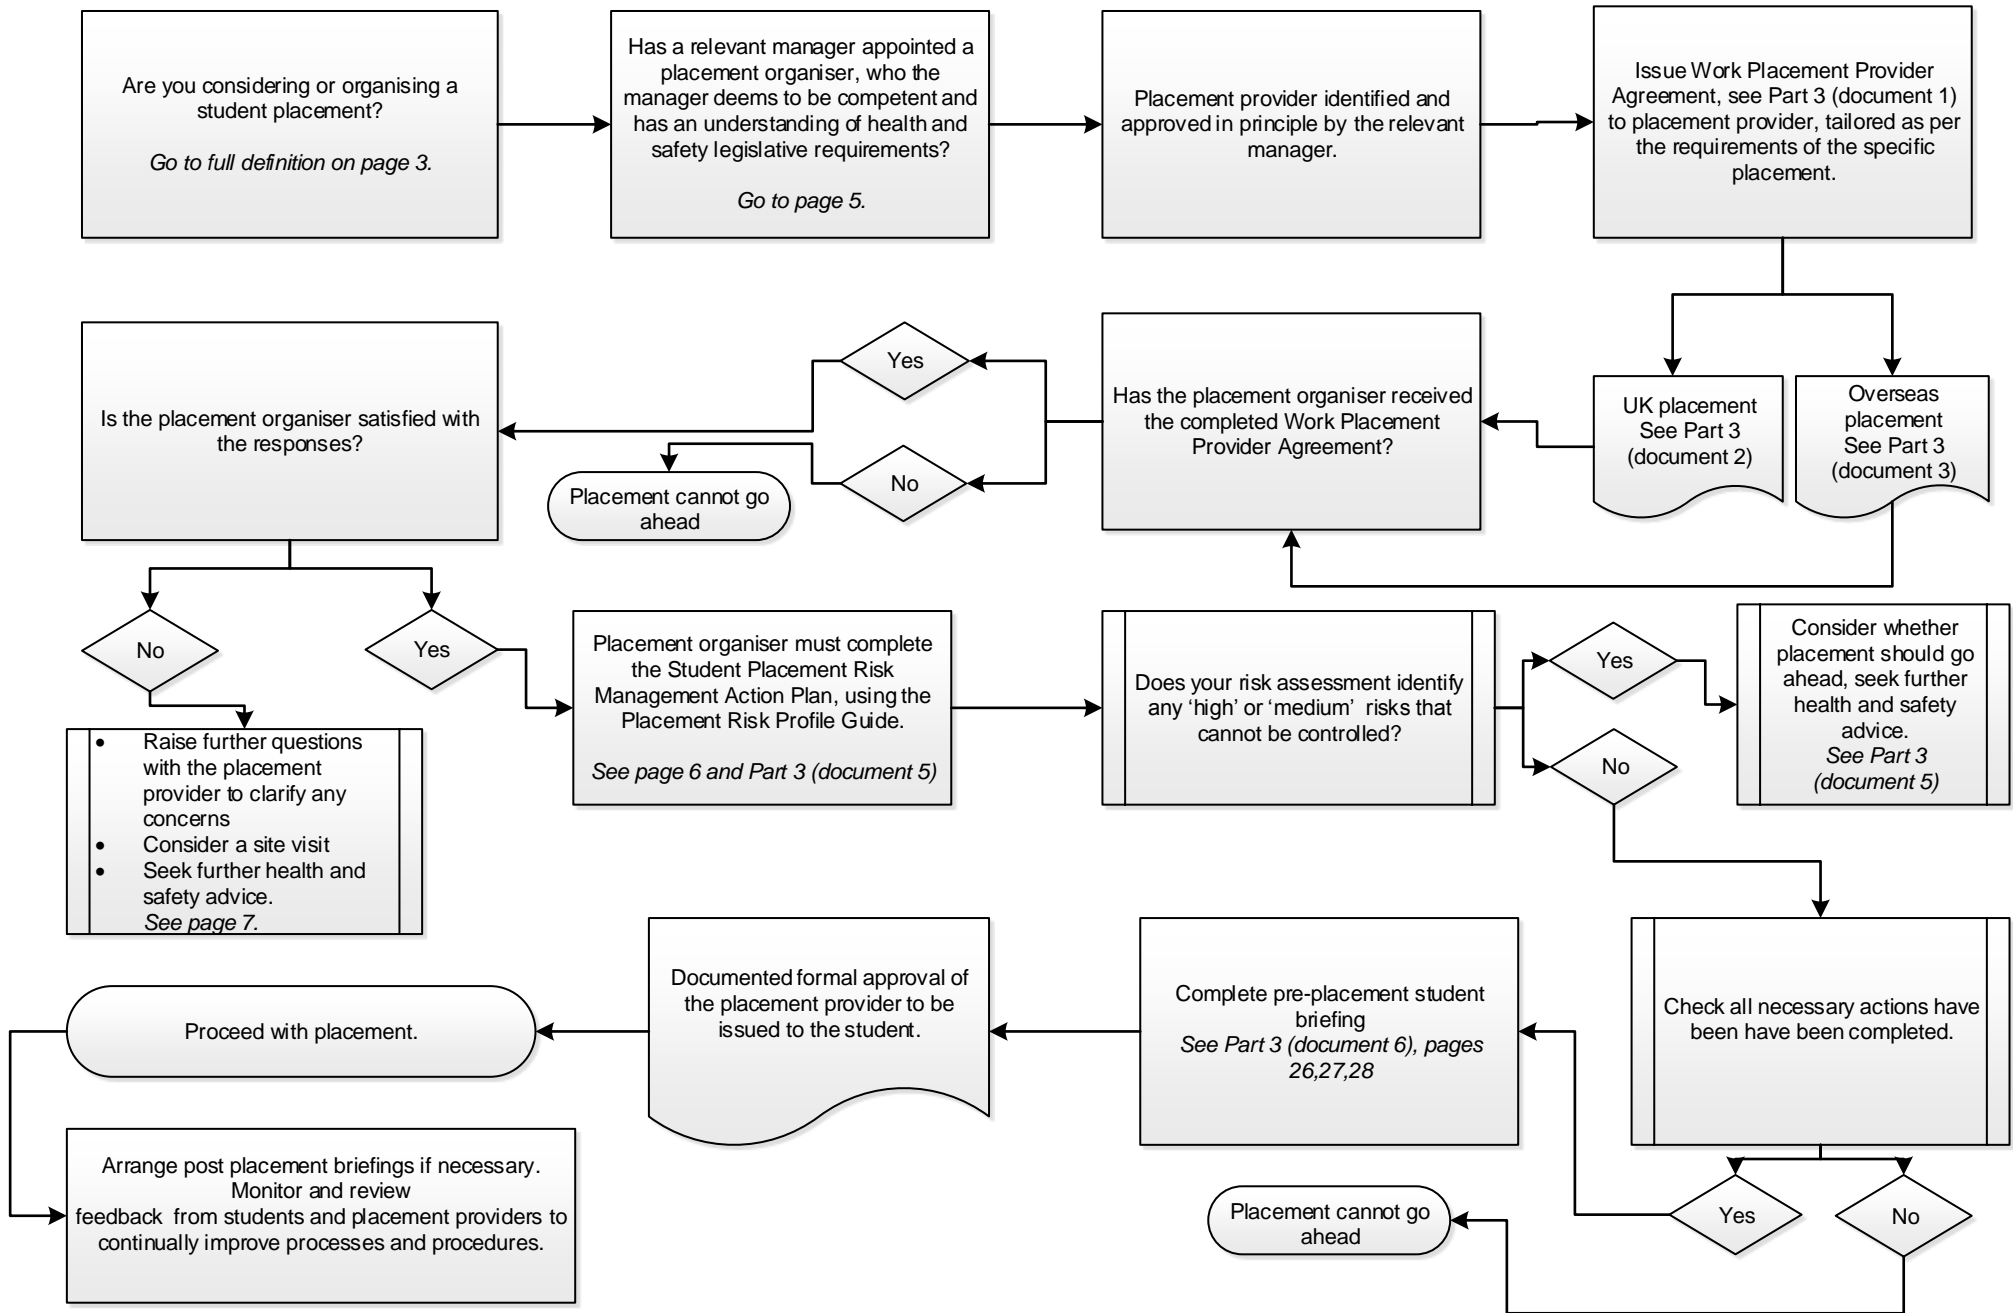 Are you considering or organising a
student placement?
Go to full definition on page 3.
Has a relevant manager appointed a
placement organiser, who the
manager deems to be competent and
has an understanding of health and
safety legislative requirements?
Go to page 5.
Placement provider identified and
approved in principle by the relevant
manager.
Issue Work Placement Provider
Agreement, see Part 3 (document 1)
to placement provider, tailored as per
the requirements of the specific
placement.
UK placement
See Part 3
(document 2)
Overseas
placement
See Part 3
(document 3)
Has the placement organiser received
the completed Work Placement
Provider Agreement?
Yes
No
Placement cannot go
ahead
Is the placement organiser satisfied with
the responses?
No
Yes
• Raise further questions
with the placement
provider to clarify any
concerns
• Consider a site visit
• Seek further health and
safety advice.
See page 7.
Placement organiser must complete
the Student Placement Risk
Management Action Plan, using the
Placement Risk Profile Guide.
See page 6 and Part 3 (document 5)
Does your risk assessment identify
any ‘high’ or ‘medium’ risks that
cannot be controlled?
Yes
No
Consider whether
placement should go
ahead, seek further
health and safety
advice.
See Part 3
(document 5)
Check all necessary actions have
been have been completed.
Yes
No
Placement cannot go
ahead
Complete pre-placement student
briefing
See Part 3 (document 6), pages
26,27,28
Documented formal approval of
the placement provider to be
issued to the student.
Proceed with placement.
Arrange post placement briefings if necessary.
Monitor and review
feedback from students and placement providers to
continually improve processes and procedures.